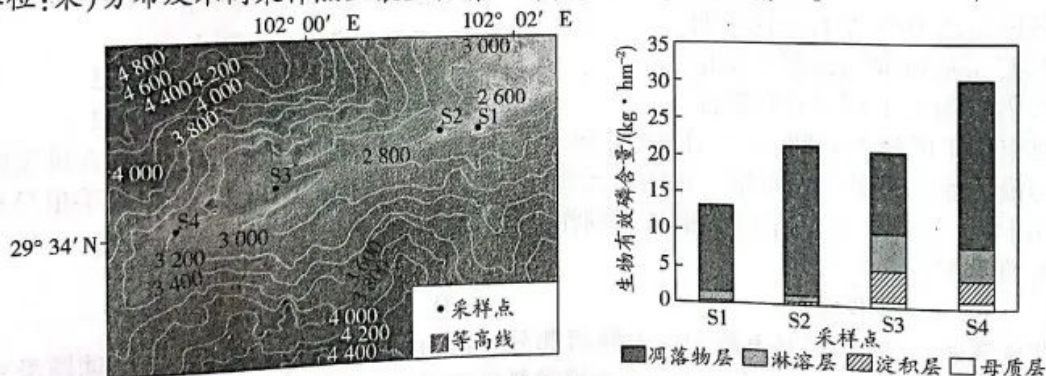 102° 00′ E
102° 02′ E
3 000
4 800
4 600
4 200
4 400
4 000
3 800
2 600
S2
S1
2 800
4 000
S3
S4
29° 34′ N
3 000
3 200
3 400
4 000
4 200
4 400
• 采样点
等高线
生物有效磷含量/(kg·hm⁻²)
35
30
25
20
15
10
5
0
S1
S2
S3
S4
采样点
凋落物层
淋溶层
淀积层
母质层